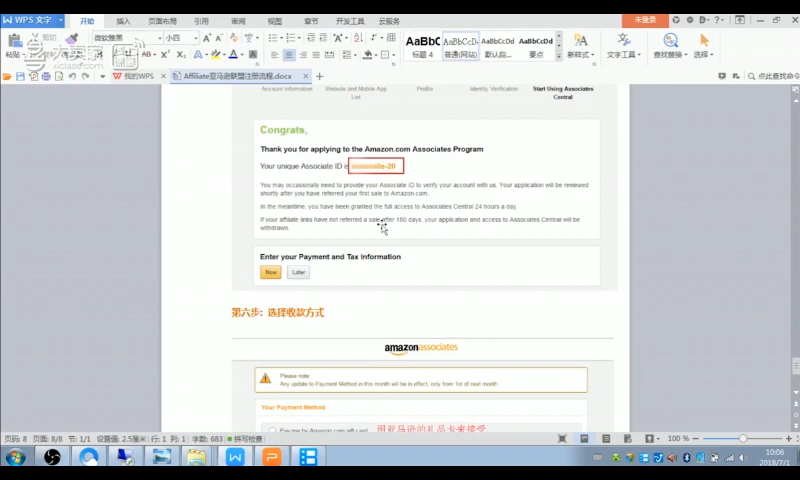 WPS 文字
开始
插入
页面布局
引用
审阅
视图
章节
开发工具
云服务
未登录
大卖家
xiclass.com
剪切
粘贴
微软雅黑
小四
AaBbC
AaBbCcDd
AaBbCcDd
AaBbCcDd
标题 4
普通(网站)
默认段...
要点
新样式
文字工具
查找替换
选择
我的WPS
Affiliate亚马逊联盟注册流程.docx
点此查找命令
Account Information
Website and Mobile App
List
Profile
Identity Verification
Start Using Associates
Central
Congrats,
Thank you for applying to the Amazon.com Associates Program
Your unique Associate ID is
0e-20
You may occasionally need to provide your Associate ID to verify your account with us. Your application will be reviewed
shortly after you have referred your first sale to Amazon.com.
In the meantime, you have been granted the full access to Associates Central 24 hours a day.
If your affiliate links have not referred a sale after 180 days, your application and access to Associates Central will be
withdrawn.
Enter your Payment and Tax Information
Now
Later
第六步: 选择收款方式
amazonassociates
Please note:
Any update to Payment Method in this month will be in effect, only from 1st of next month
Your Payment Method
Pay me by Amazon.com gift card
用亚马逊的礼品卡来接受
页码: 8
页面: 8/8
节: 1/1
设置值: 2.5厘米
行: 1
列: 1
字数: 683
拼写检查
100 %
10:06
2018/7/1